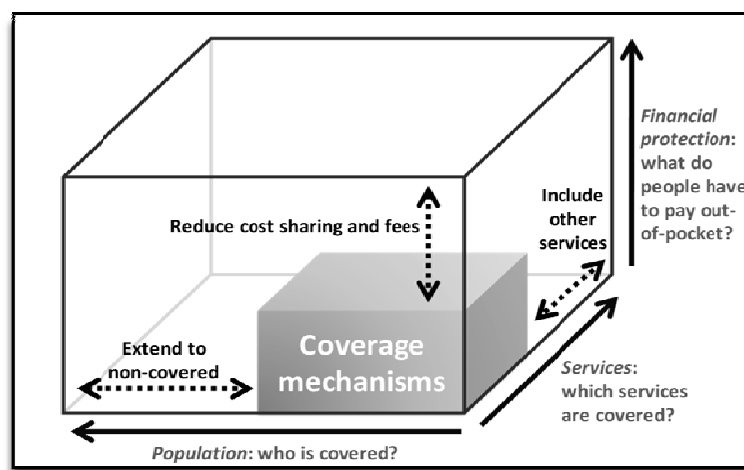 Financial
protection:
what do
people have
to pay out-
of-pocket?
Include
other
services
Reduce cost sharing and fees
Extend to
non-covered
Coverage
mechanisms
Services:
which services
are covered?
Population: who is covered?